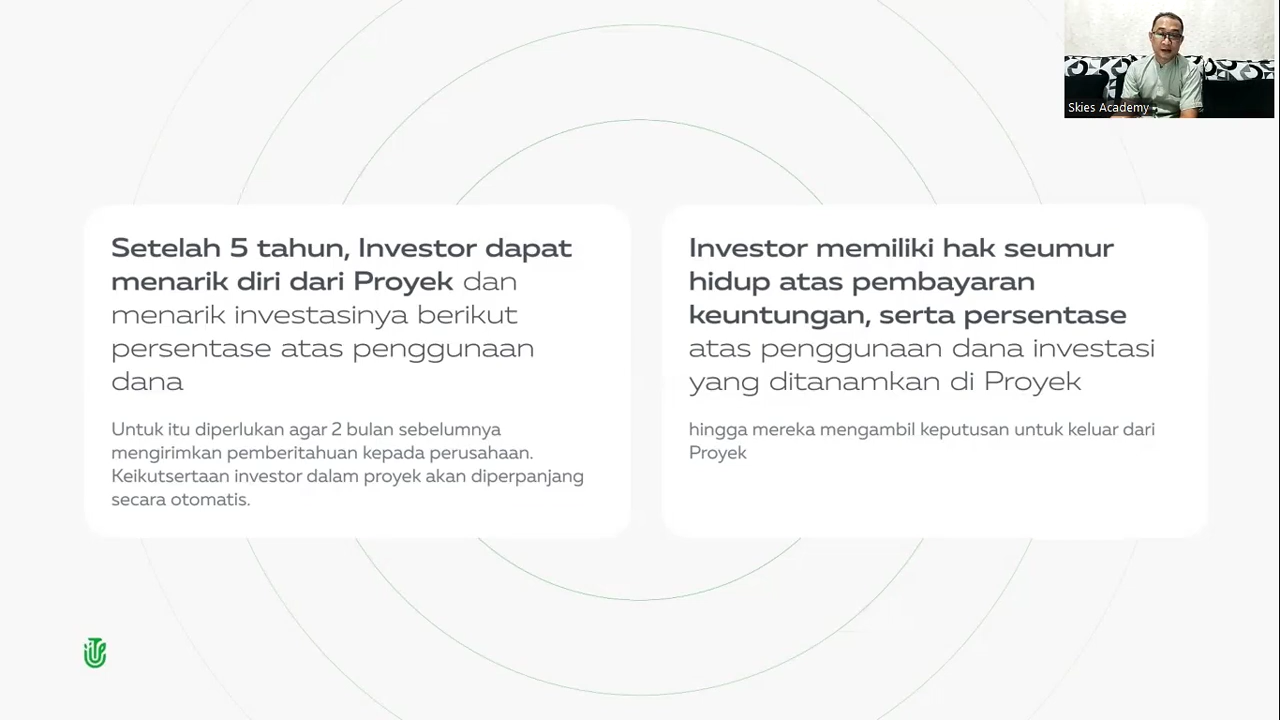 Skies Academy
Setelah 5 tahun, Investor dapat
menarik diri dari Proyek dan
menarik investasinya berikut
persentase atas penggunaan
dana
Untuk itu diperlukan agar 2 bulan sebelumnya
mengirimkan pemberitahuan kepada perusahaan.
Keikutsertaan investor dalam proyek akan diperpanjang
secara otomatis.
Investor memiliki hak seumur
hidup atas pembayaran
keuntungan, serta persentase
atas penggunaan dana investasi
yang ditanamkan di Proyek
hingga mereka mengambil keputusan untuk keluar dari
Proyek